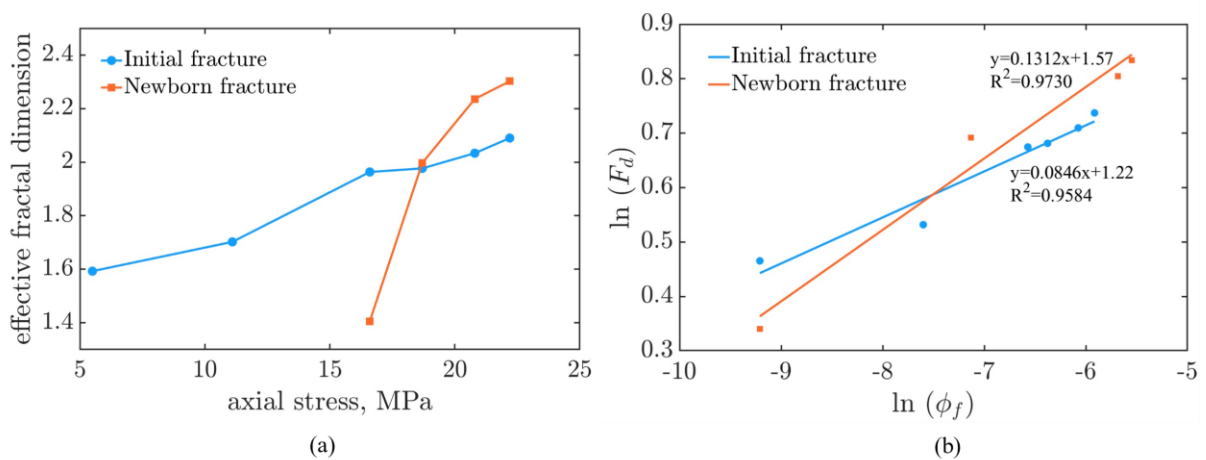 2.4
2.2
2
1.8
1.6
1.4
effective fractal dimension
Initial fracture
Newborn fracture
5
10
15
20
25
axial stress, MPa
(a)
0.9
0.8
0.7
0.6
0.5
0.4
0.3
ln (F_d)
Initial fracture
Newborn fracture
y=0.1312x+1.57
R²=0.9730
y=0.0846x+1.22
R²=0.9584
-10
-9
-8
-7
-6
-5
ln (ϕ_f)
(b)